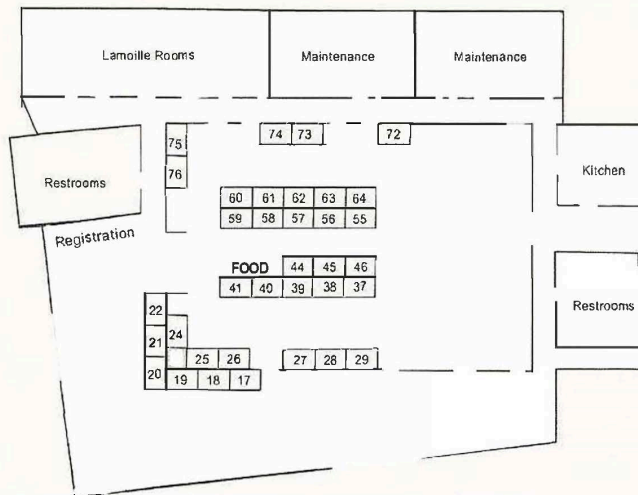 Lamoille Rooms Maintenance Maintenance
75 74 73 72
76
Restrooms
Kitchen
60 61 62 63 64
59 58 57 56 55
Registration
FOOD 44 45 46
41 40 39 38 37
Restrooms
22
21 24
25 26 27 28 29
20 19 18 17